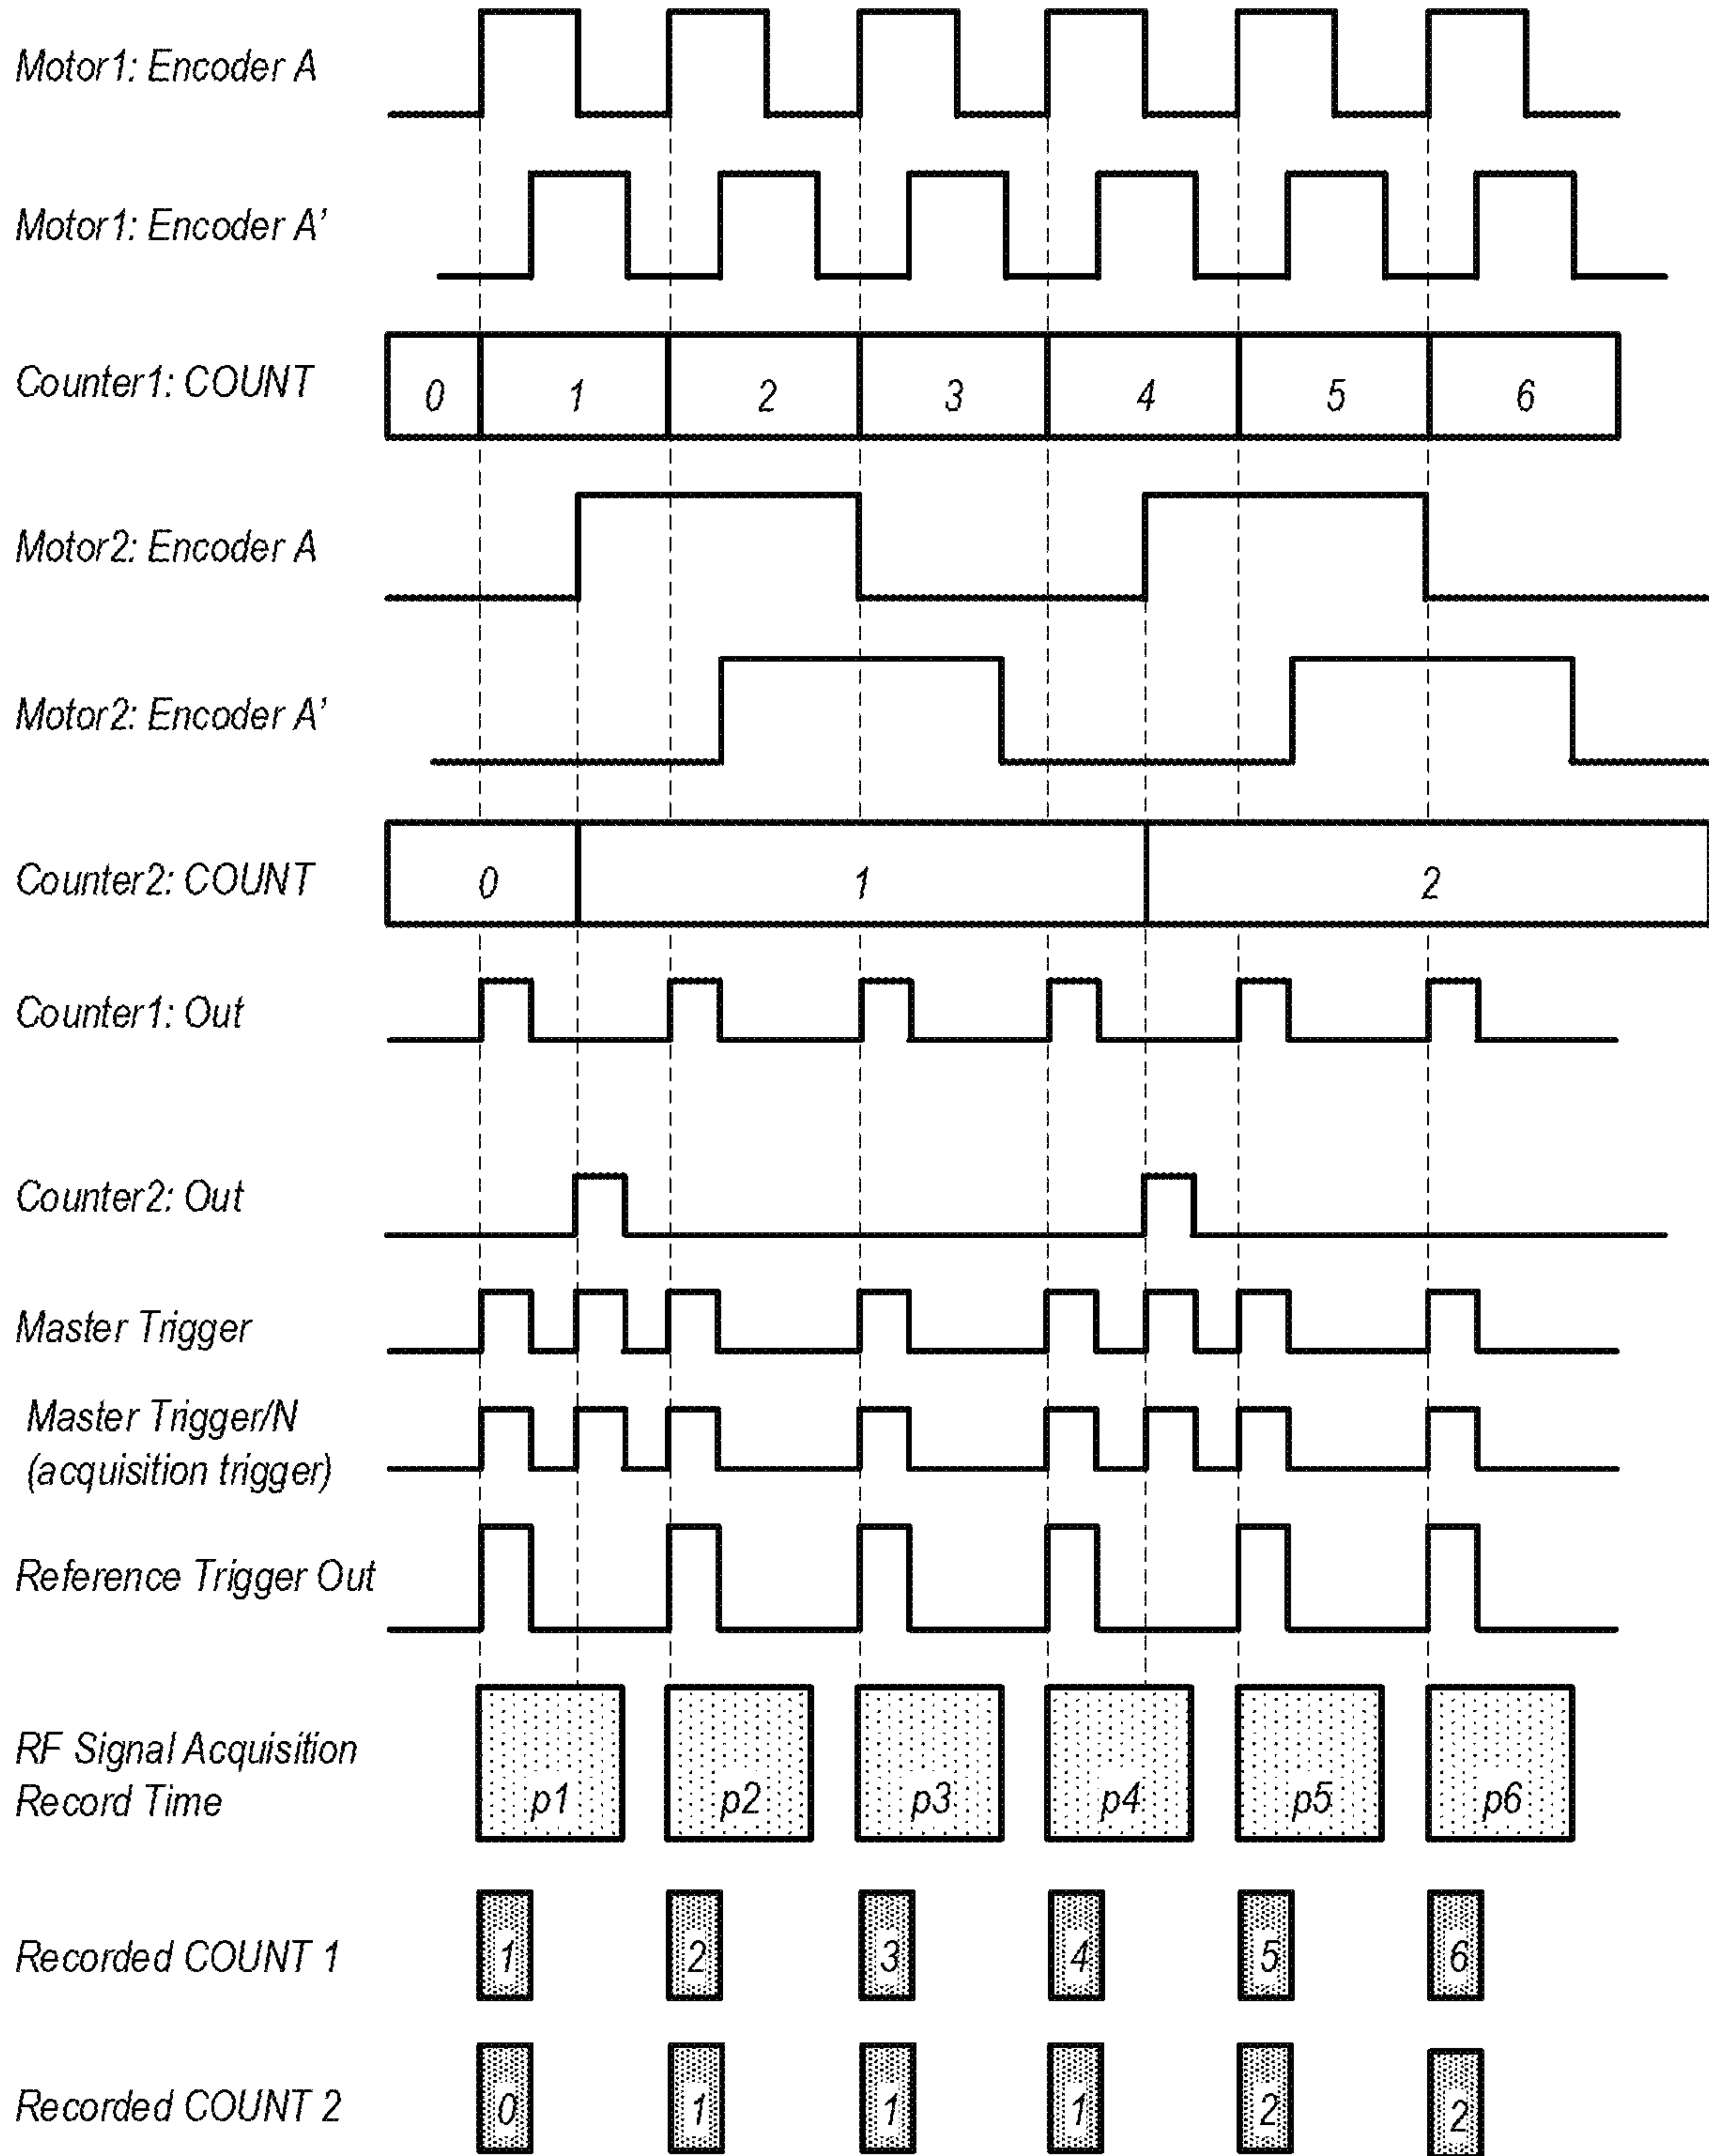 Motor1: Encoder A
Motor1: Encoder A’
Counter1: COUNT
0 1 2 3 4 5 6
Motor2: Encoder A
Motor2: Encoder A’
Counter2: COUNT
0 1 2
Counter1: Out
Counter2: Out
Master Trigger
Master Trigger/N
(acquisition trigger)
Reference Trigger Out
RF Signal Acquisition
Record Time
p1 p2 p3 p4 p5 p6
Recorded COUNT 1
1 2 3 4 5 6
Recorded COUNT 2
0 1 1 1 2 2